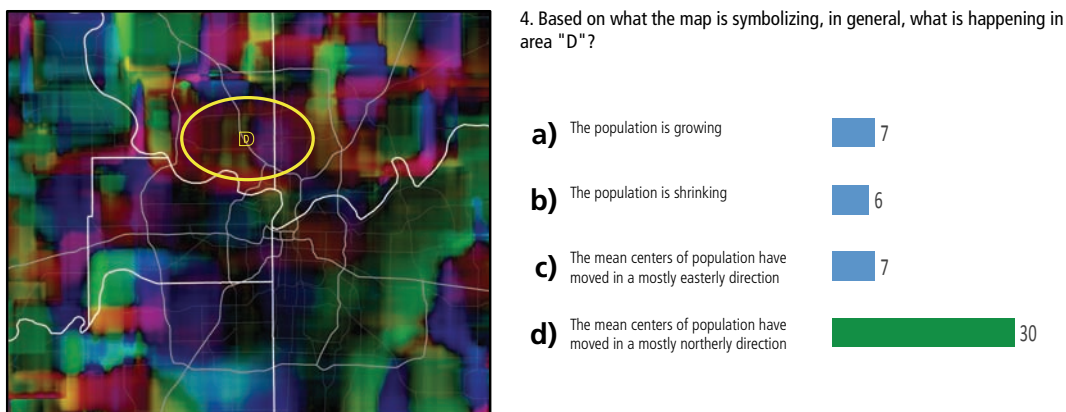 4. Based on what the map is symbolizing, in general, what is happening in
area "D"?
D
a) The population is growing 7
b) The population is shrinking 6
c) The mean centers of population have
moved in a mostly easterly direction 7
d) The mean centers of population have
moved in a mostly northerly direction 30